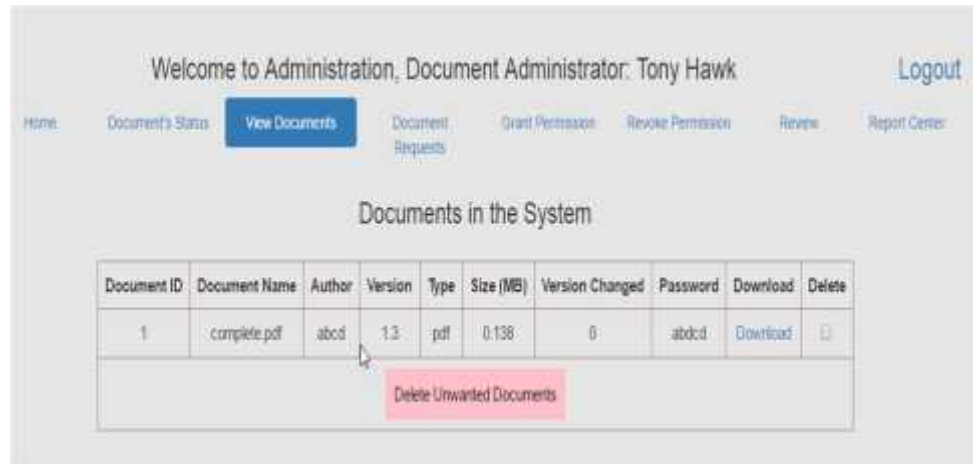 Welcome to Administration, Document Administrator: Tony Hawk
Logout
Home Document's Status View Documents Document Requests Grant Permission Revoke Permission Review Report Center
Documents in the System
Document ID Document Name Author Version Type Size (MB) Version Changed Password Download Delete
1 complete.pdf abcd 1.3 pdf 0.138 0 abdcd Download
Delete Unwanted Documents